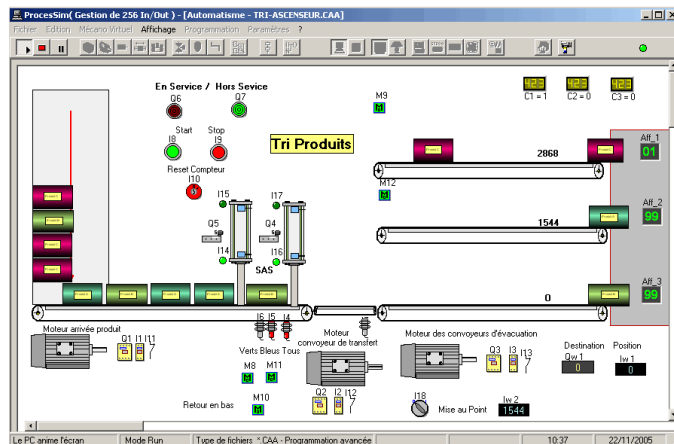 ProcesSim( Gestion de 256 In/Out ) - [Automatisme - TRI-ASCENSEUR.CAA]
Fichier Edition Mécano Virtuel Affichage Programmation Paramètres ?
En Service / Hors Sevice
Q6 Q7
Start Stop
I8 I9
Reset Compteur
I10
Tri Produits
M9
C1 = 1 C2 = 0 C3 = 0
Aff_1
01
2868
M12
Aff_2
99
1544
Aff_3
99
0
I15 I17
Q5 Q4
I14 I16
SAS
Moteur arrivée produit
Q1 I1 I11
I6 I5 I4
Verts Bleus Tous
M8 M11
M10
Retour en bas
Moteur
convoyeur de transfert
Q2 I2 I12
Moteur des convoyeurs d'évacuation
Q3 I3 I13
Destination Position
Qw 1 Iw 1
0 0
I18
Mise au Point
Iw 2
1544
Le PC anime l'écran Mode Run Type de fichiers *.CAA - Programmation avancée 10:37 22/11/2005